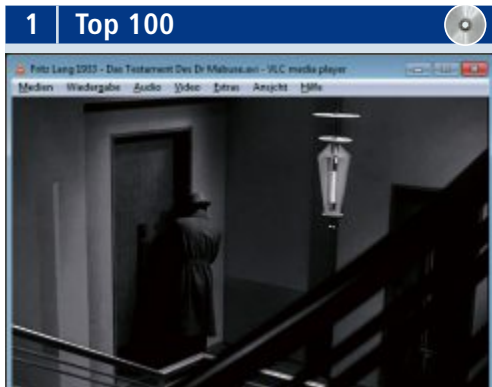 1 Top 100
Fritz Lang 1933 - Das Testament Des Dr Mabuse.avi - VLC media player
Medien Wiedergabe Audio Video Extras Ansicht Hilfe